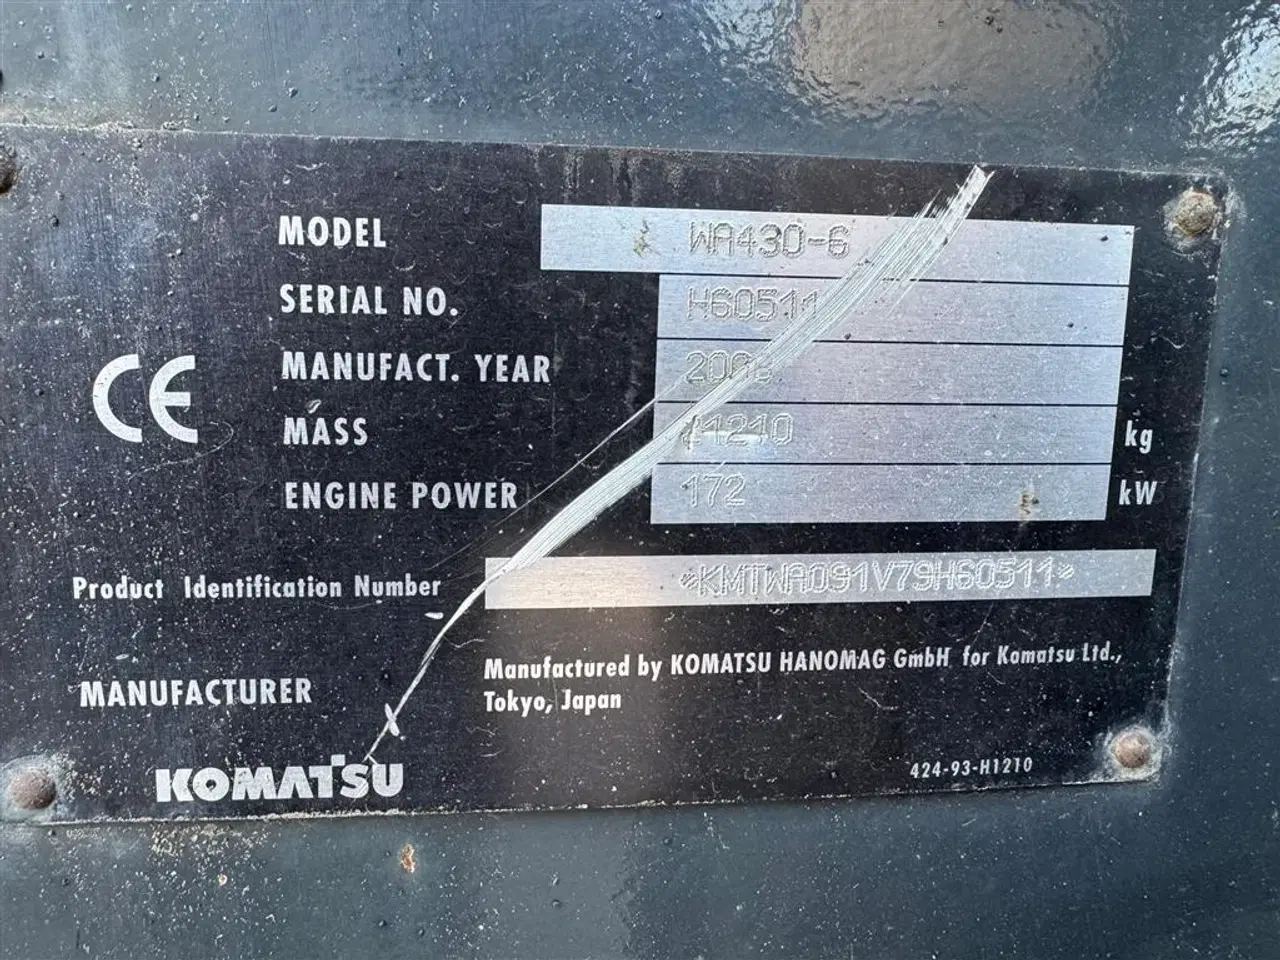 MODEL WA430-6
SERIAL NO. H60511
MANUFACT. YEAR
CE
MASS 21210 kg
ENGINE POWER 172 kW
Product Identification Number *KMTWA091V79H60511*
MANUFACTURER Manufactured by KOMATSU HANOMAG GmbH for Komatsu Ltd.,
Tokyo, Japan
KOMATSU
424-93-H1210